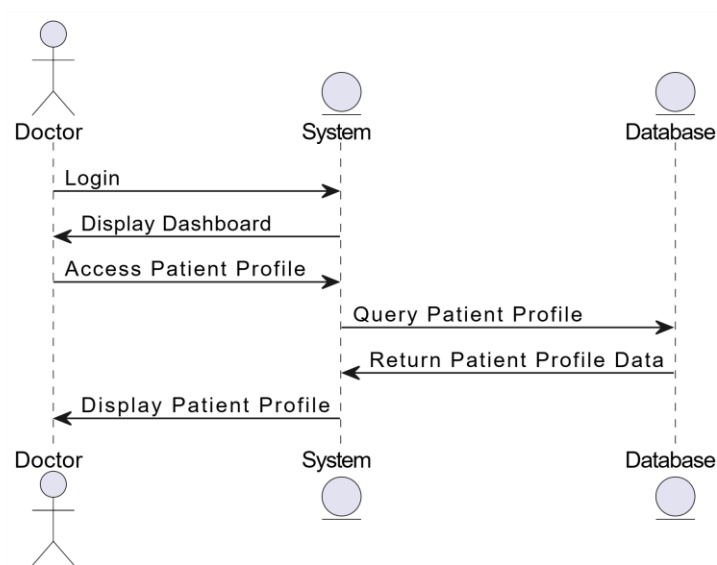 Doctor System Database
Login
Display Dashboard
Access Patient Profile
Query Patient Profile
Return Patient Profile Data
Display Patient Profile
Doctor System Database